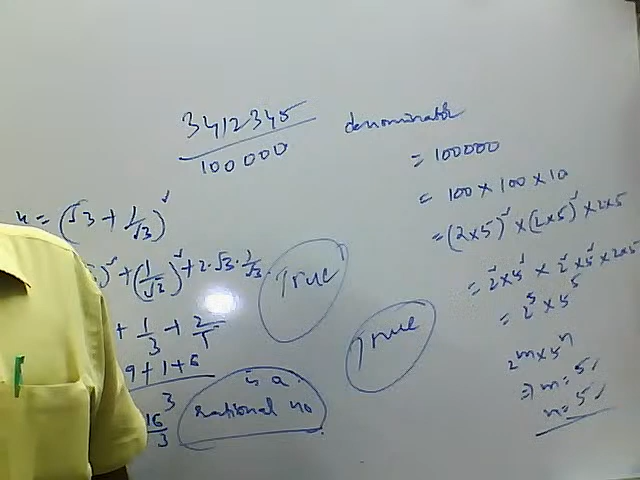 3412345
100000
denominator
= 100000
= 100 × 100 × 10
= (2×5)² × (2×5)² × 2×5
= 2² × 5² × 2² × 5² × 2×5
= 2⁵ × 5⁵
2ᵐ × 5ⁿ
⇒ m = 5,
n = 5,
x = (√3 + 1/√3)²
)² + (1/√3)² + 2·√3·1/√3
+ 1/3 + 2/1
9 + 1 + 6
3
16/3
is a
rational no
True
True